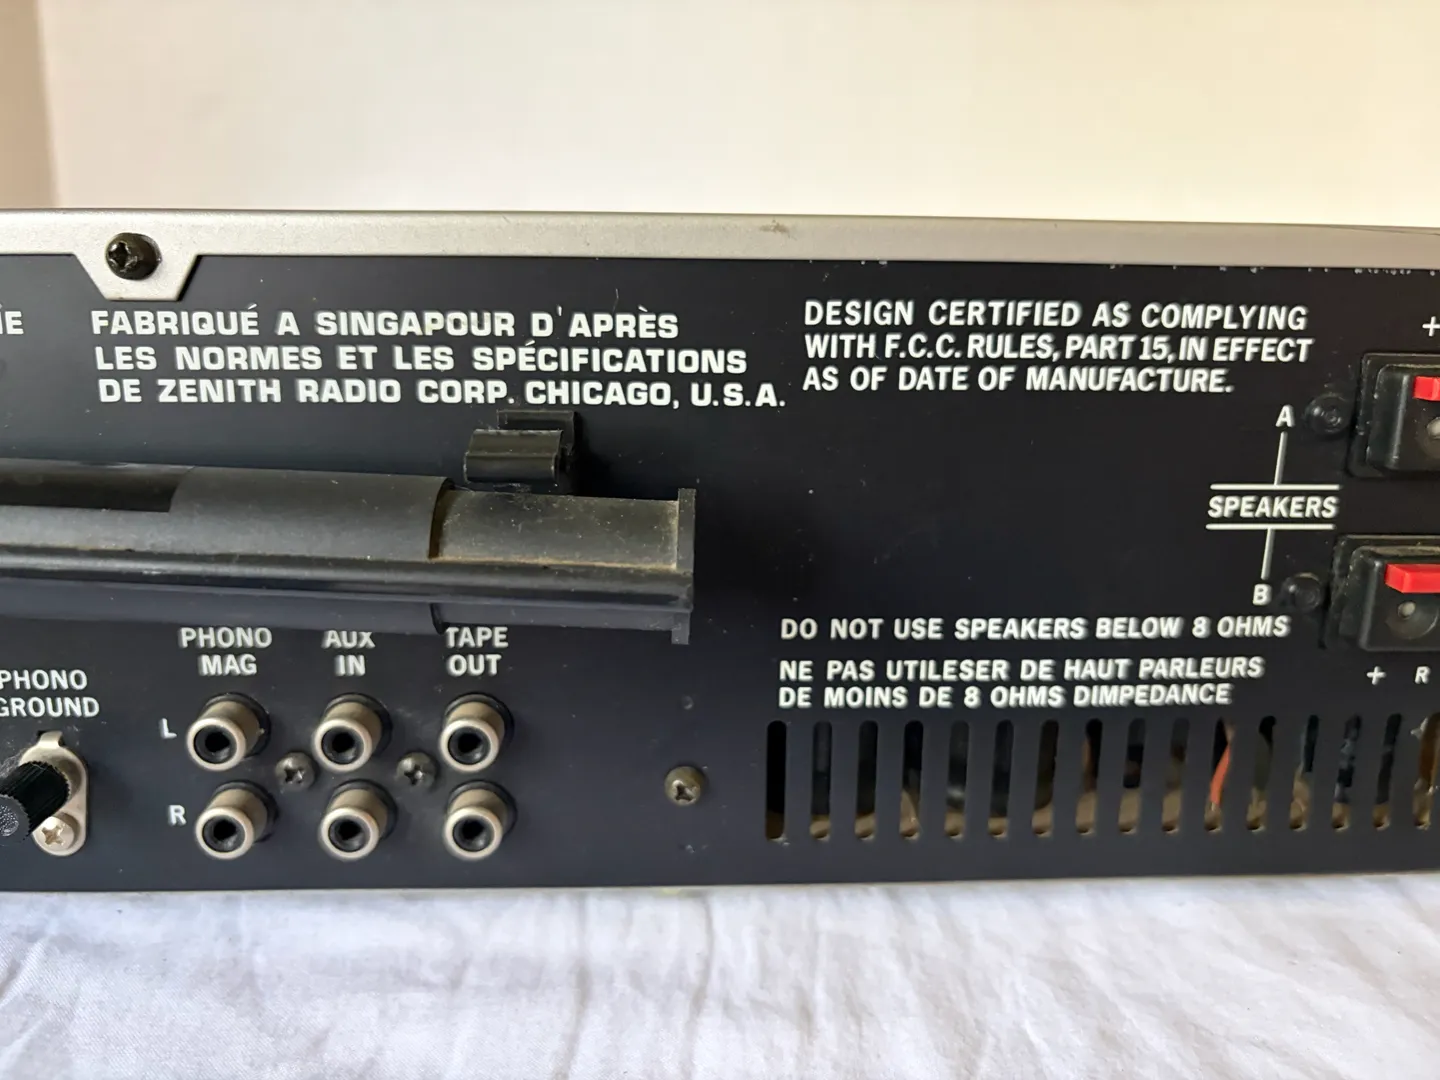 FABRIQUÉ A SINGAPOUR D'APRÈS
LES NORMES ET LES SPÉCIFICATIONS
DE ZENITH RADIO CORP. CHICAGO, U.S.A.
DESIGN CERTIFIED AS COMPLYING
WITH F.C.C. RULES, PART 15, IN EFFECT
AS OF DATE OF MANUFACTURE.
+
A
SPEAKERS
B
+ R
DO NOT USE SPEAKERS BELOW 8 OHMS
NE PAS UTILESER DE HAUT PARLEURS
DE MOINS DE 8 OHMS DIMPEDANCE
PHONO
GROUND
PHONO
MAG
AUX
IN
TAPE
OUT
L
R